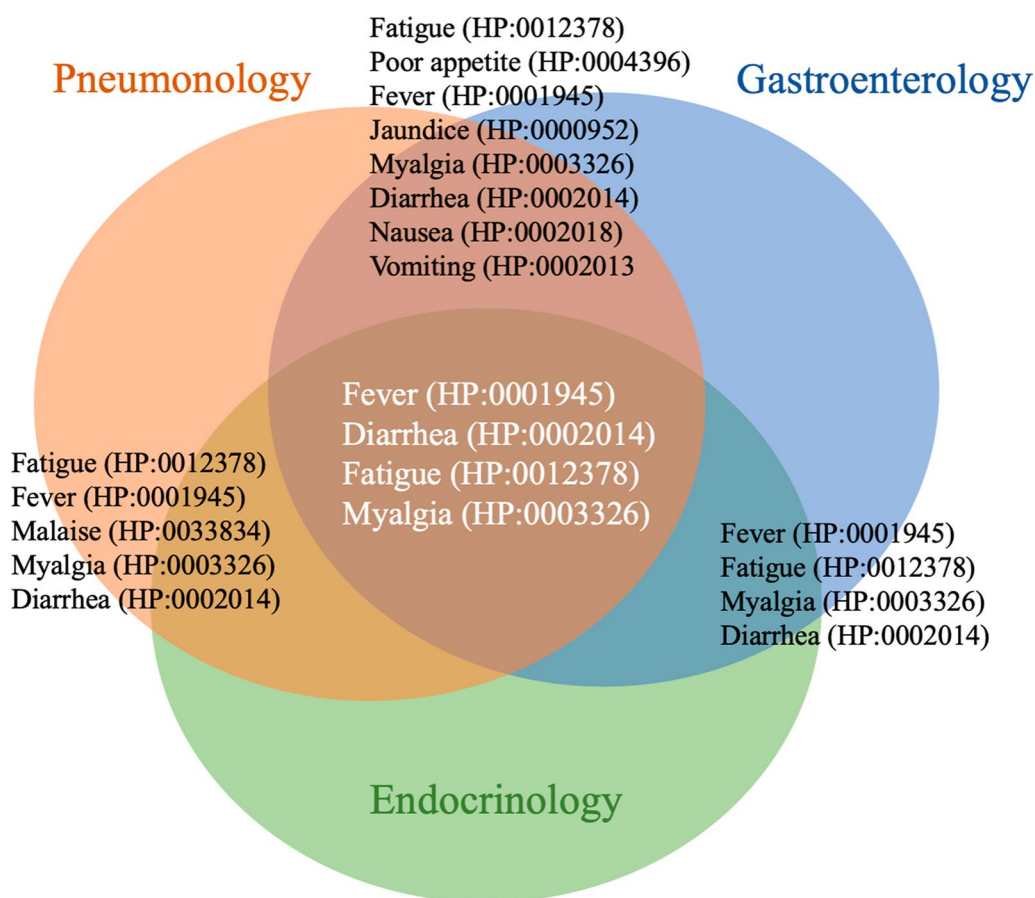 Pneumonology
Gastroenterology
Fatigue (HP:0012378)
Poor appetite (HP:0004396)
Fever (HP:0001945)
Jaundice (HP:0000952)
Myalgia (HP:0003326)
Diarrhea (HP:0002014)
Nausea (HP:0002018)
Vomiting (HP:0002013
Fever (HP:0001945)
Diarrhea (HP:0002014)
Fatigue (HP:0012378)
Myalgia (HP:0003326)
Fatigue (HP:0012378)
Fever (HP:0001945)
Malaise (HP:0033834)
Myalgia (HP:0003326)
Diarrhea (HP:0002014)
Fever (HP:0001945)
Fatigue (HP:0012378)
Myalgia (HP:0003326)
Diarrhea (HP:0002014)
Endocrinology